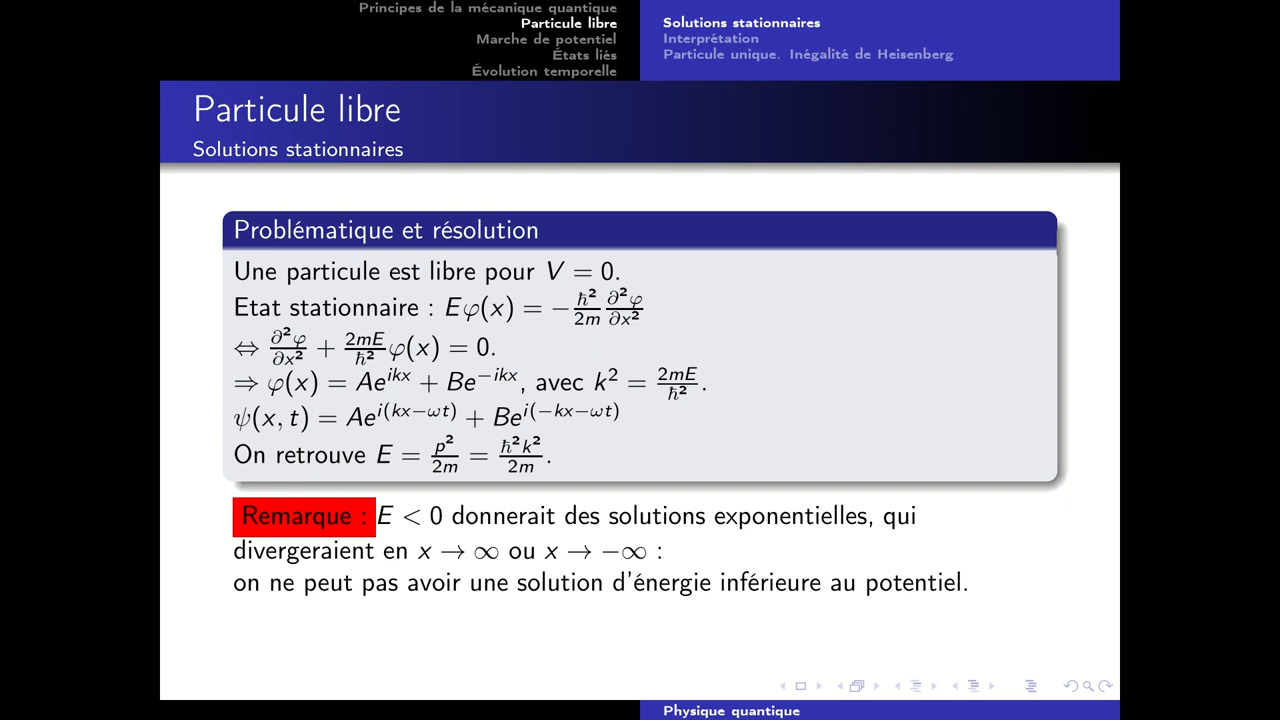 Principes de la mécanique quantique
Particule libre
Marche de potentiel
États liés
Évolution temporelle
Solutions stationnaires
Interprétation
Particule unique. Inégalité de Heisenberg
Particule libre
Solutions stationnaires
Problématique et résolution
Une particule est libre pour V = 0.
Etat stationnaire : Eφ(x) = −ℏ²/2m ∂²φ/∂x²
⇔ ∂²φ/∂x² + 2mE/ℏ² φ(x) = 0.
⇒ φ(x) = Ae^{ikx} + Be^{−ikx}, avec k² = 2mE/ℏ².
ψ(x, t) = Ae^{i(kx−ωt)} + Be^{i(−kx−ωt)}
On retrouve E = p²/2m = ℏ²k²/2m.
Remarque : E < 0 donnerait des solutions exponentielles, qui
divergeraient en x → ∞ ou x → −∞ :
on ne peut pas avoir une solution d'énergie inférieure au potentiel.
Physique quantique